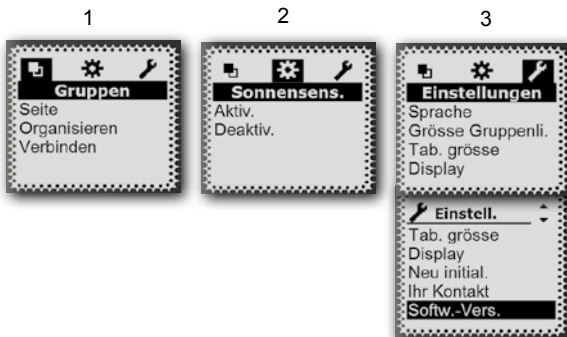 1
2
3
Gruppen
Seite
Organisieren
Verbinden
Sonnensens.
Aktiv.
Deaktiv.
Einstellungen
Sprache
Grösse Gruppenli.
Tab. grösse
Display
Einstell.
Tab. grösse
Display
Neu initial.
Ihr Kontakt
Softw.-Vers.